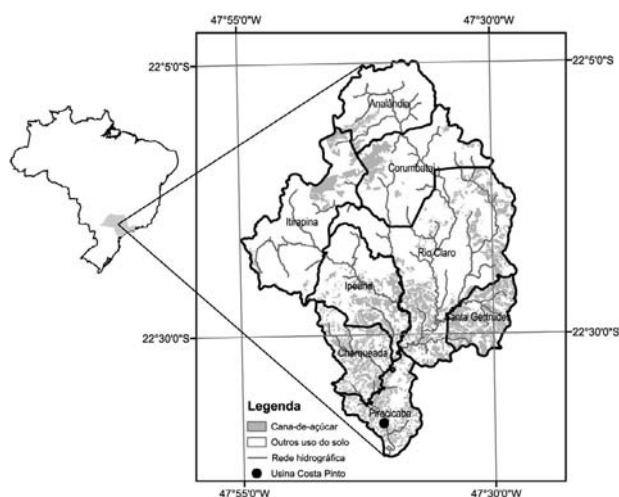 47°55'0"W
47°30'0"W
22°5'0"S
22°5'0"S
Analândia
Corumbataí
Itirapina
Rio Claro
Ipeúna
Santa Gertrudes
22°30'0"S
22°30'0"S
Charqueada
Piracicaba
Legenda
Cana-de-açúcar
Outros uso do solo
Rede hidrográfica
Usina Costa Pinto
47°55'0"W
47°30'0"W